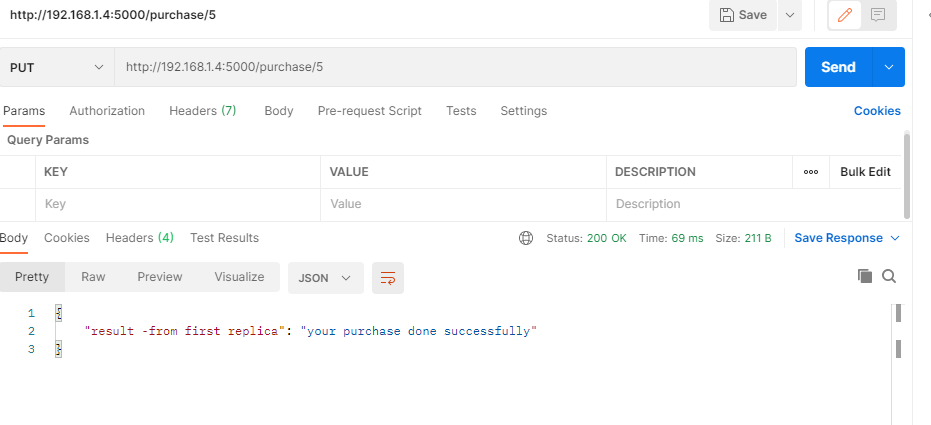 http://192.168.1.4:5000/purchase/5
Save
PUT http://192.168.1.4:5000/purchase/5 Send
Params Authorization Headers (7) Body Pre-request Script Tests Settings Cookies
Query Params
KEY VALUE DESCRIPTION ooo Bulk Edit
Key Value Description
Body Cookies Headers (4) Test Results Status: 200 OK Time: 69 ms Size: 211 B Save Response
Pretty Raw Preview Visualize JSON
1 {
2 "result -from first replica": "your purchase done successfully"
3 }